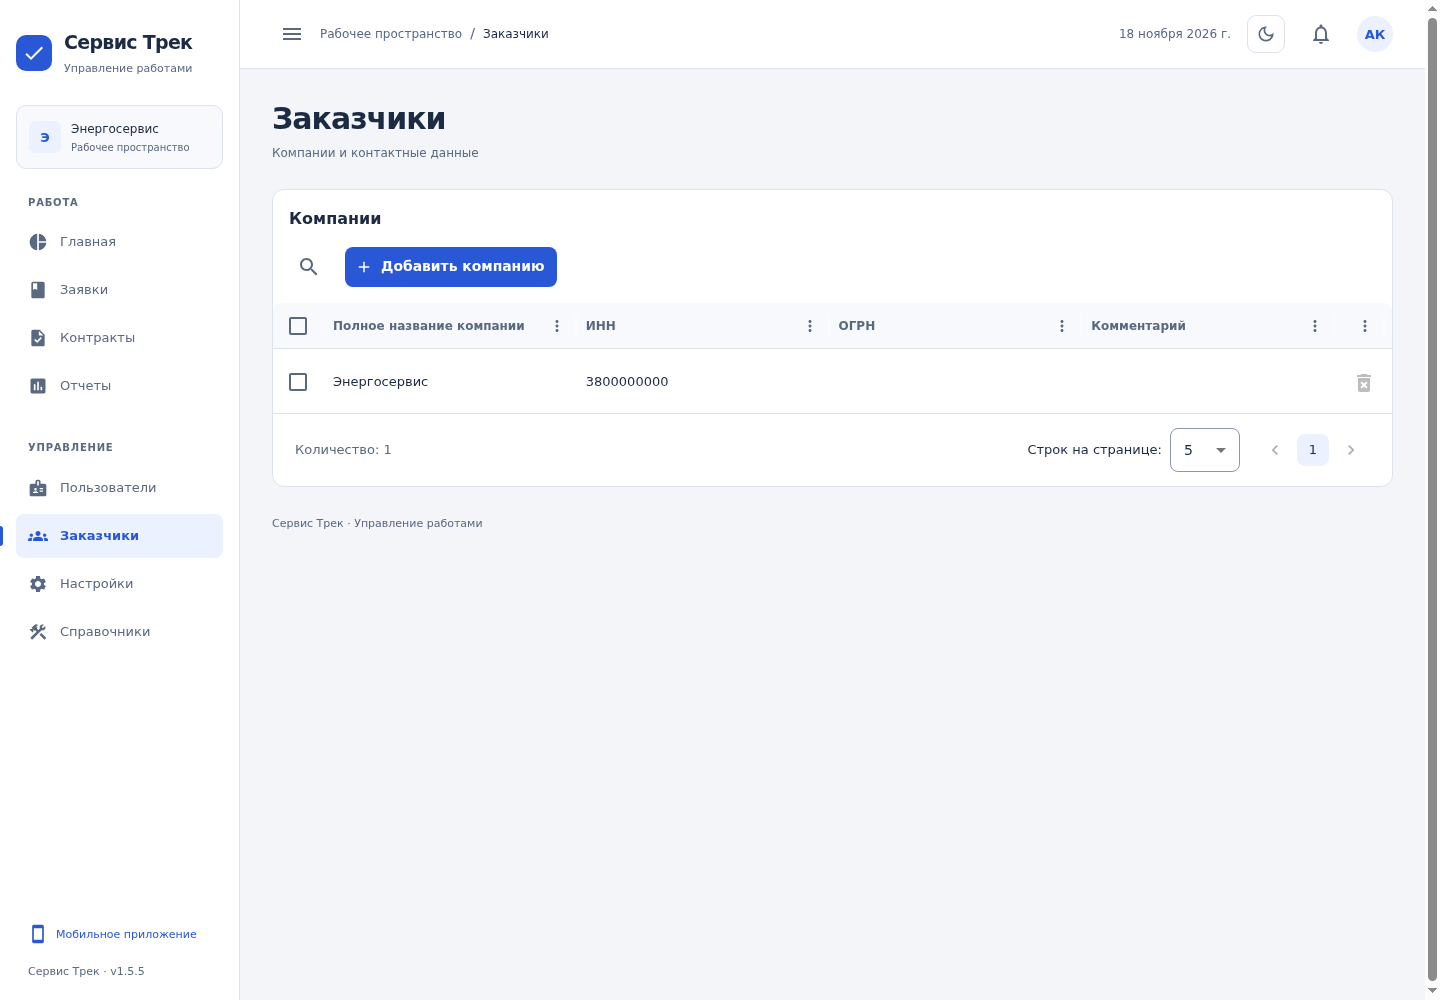 Сервис Трек
Управление работами
Э
Энергосервис
Рабочее пространство
РАБОТА
Главная
Заявки
Контракты
Отчеты
УПРАВЛЕНИЕ
Пользователи
Заказчики
Настройки
Справочники
Мобильное приложение
Сервис Трек · v1.5.5
Рабочее пространство / Заказчики
18 ноября 2026 г.
АК
Заказчики
Компании и контактные данные
Компании
+ Добавить компанию
Полное название компании ИНН ОГРН Комментарий
Энергосервис 3800000000
Количество: 1
Строк на странице: 5
1
Сервис Трек · Управление работами